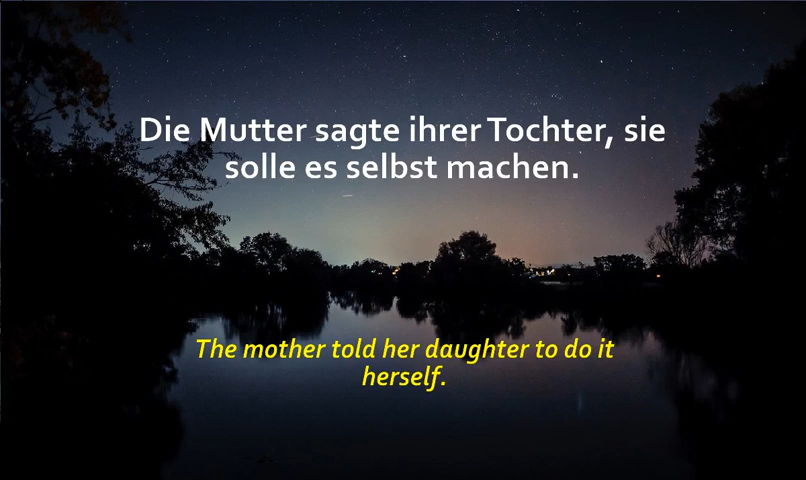 Die Mutter sagte ihrer Tochter, sie
solle es selbst machen.
The mother told her daughter to do it
herself.